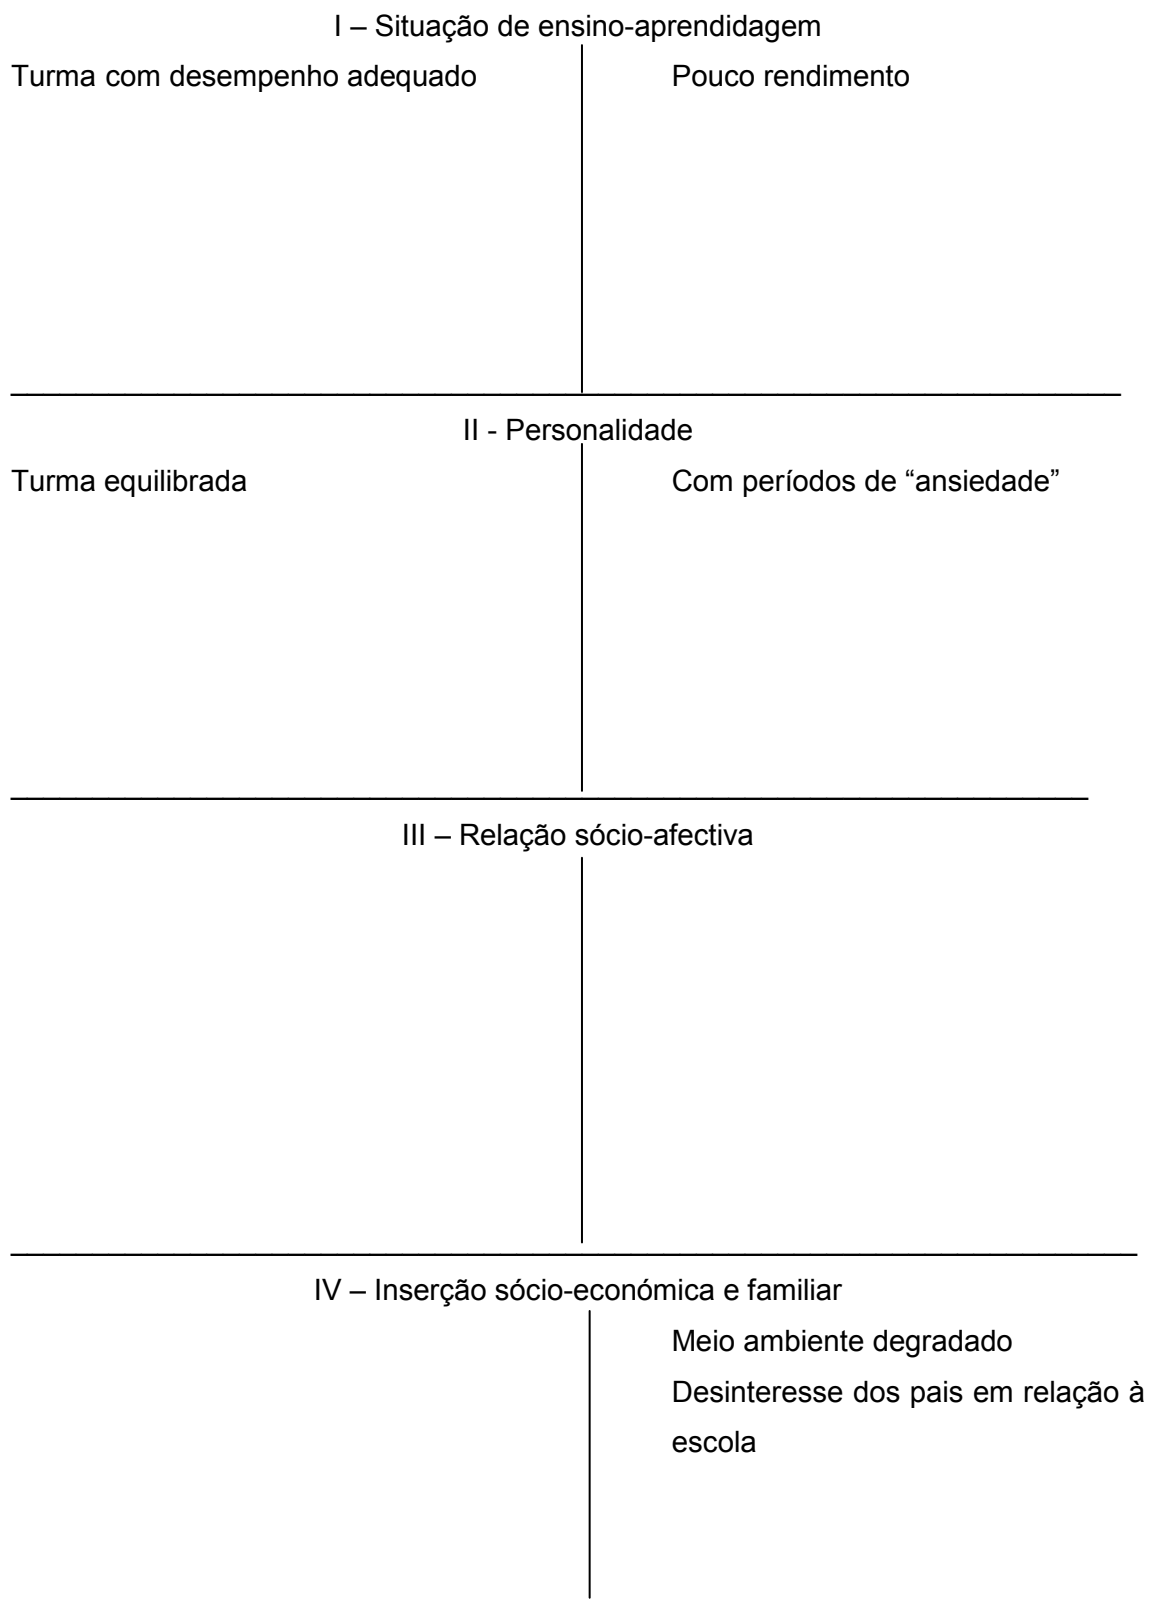 I – Situação de ensino-aprendidagem
Turma com desempenho adequado
Pouco rendimento
II - Personalidade
Turma equilibrada
Com períodos de “ansiedade”
III – Relação sócio-afectiva
IV – Inserção sócio-económica e familiar
Meio ambiente degradado
Desinteresse dos pais em relação à
escola